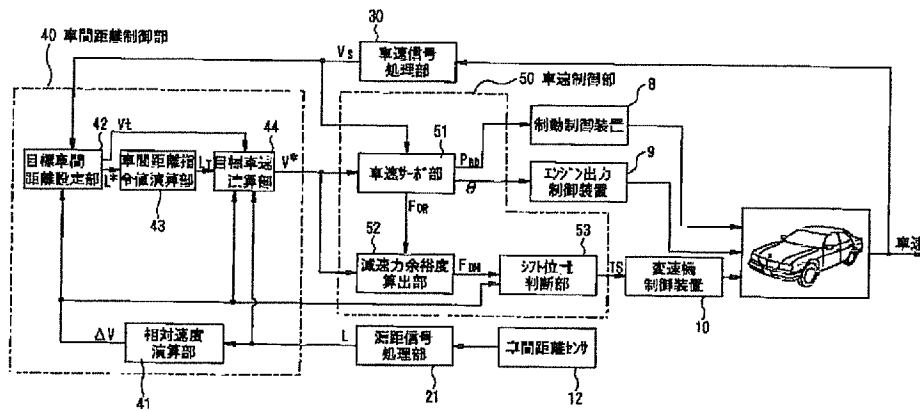 40 車間距離制御部
30
Vs
車速信号
処理部
50 車速制御部
8
制動制御装置
42
Vt
44
51
PBD
9
目標車間
距離設定部
L*
車間距離指
令値演算部
43
LT
目標車速
演算部
V*
車速サーボ部
θ
エンジン出力
制御装置
FDR
52
53
減速力余裕度
算出部
シフト位置
判断部
TS
変速機
制御装置
10
車速
ΔV
相対速度
演算部
41
L
測距信号
処理部
21
車間距離センサ
12